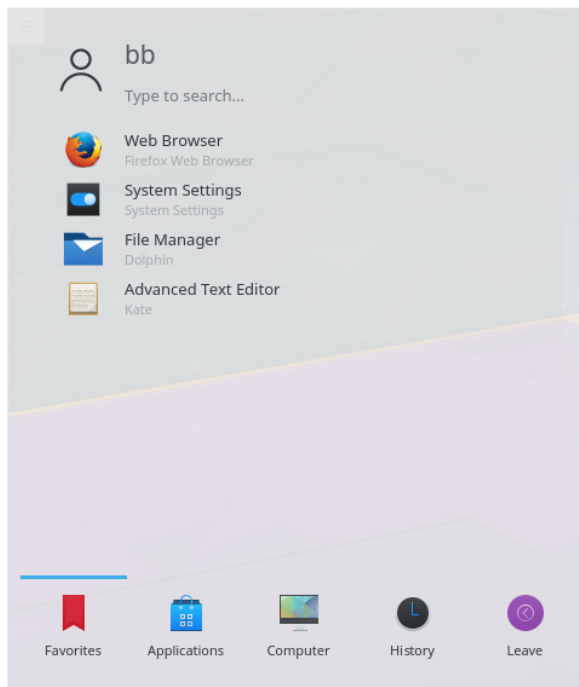 bb
Type to search...
Web Browser
Firefox Web Browser
System Settings
System Settings
File Manager
Dolphin
Advanced Text Editor
Kate
Favorites
Applications
Computer
History
Leave